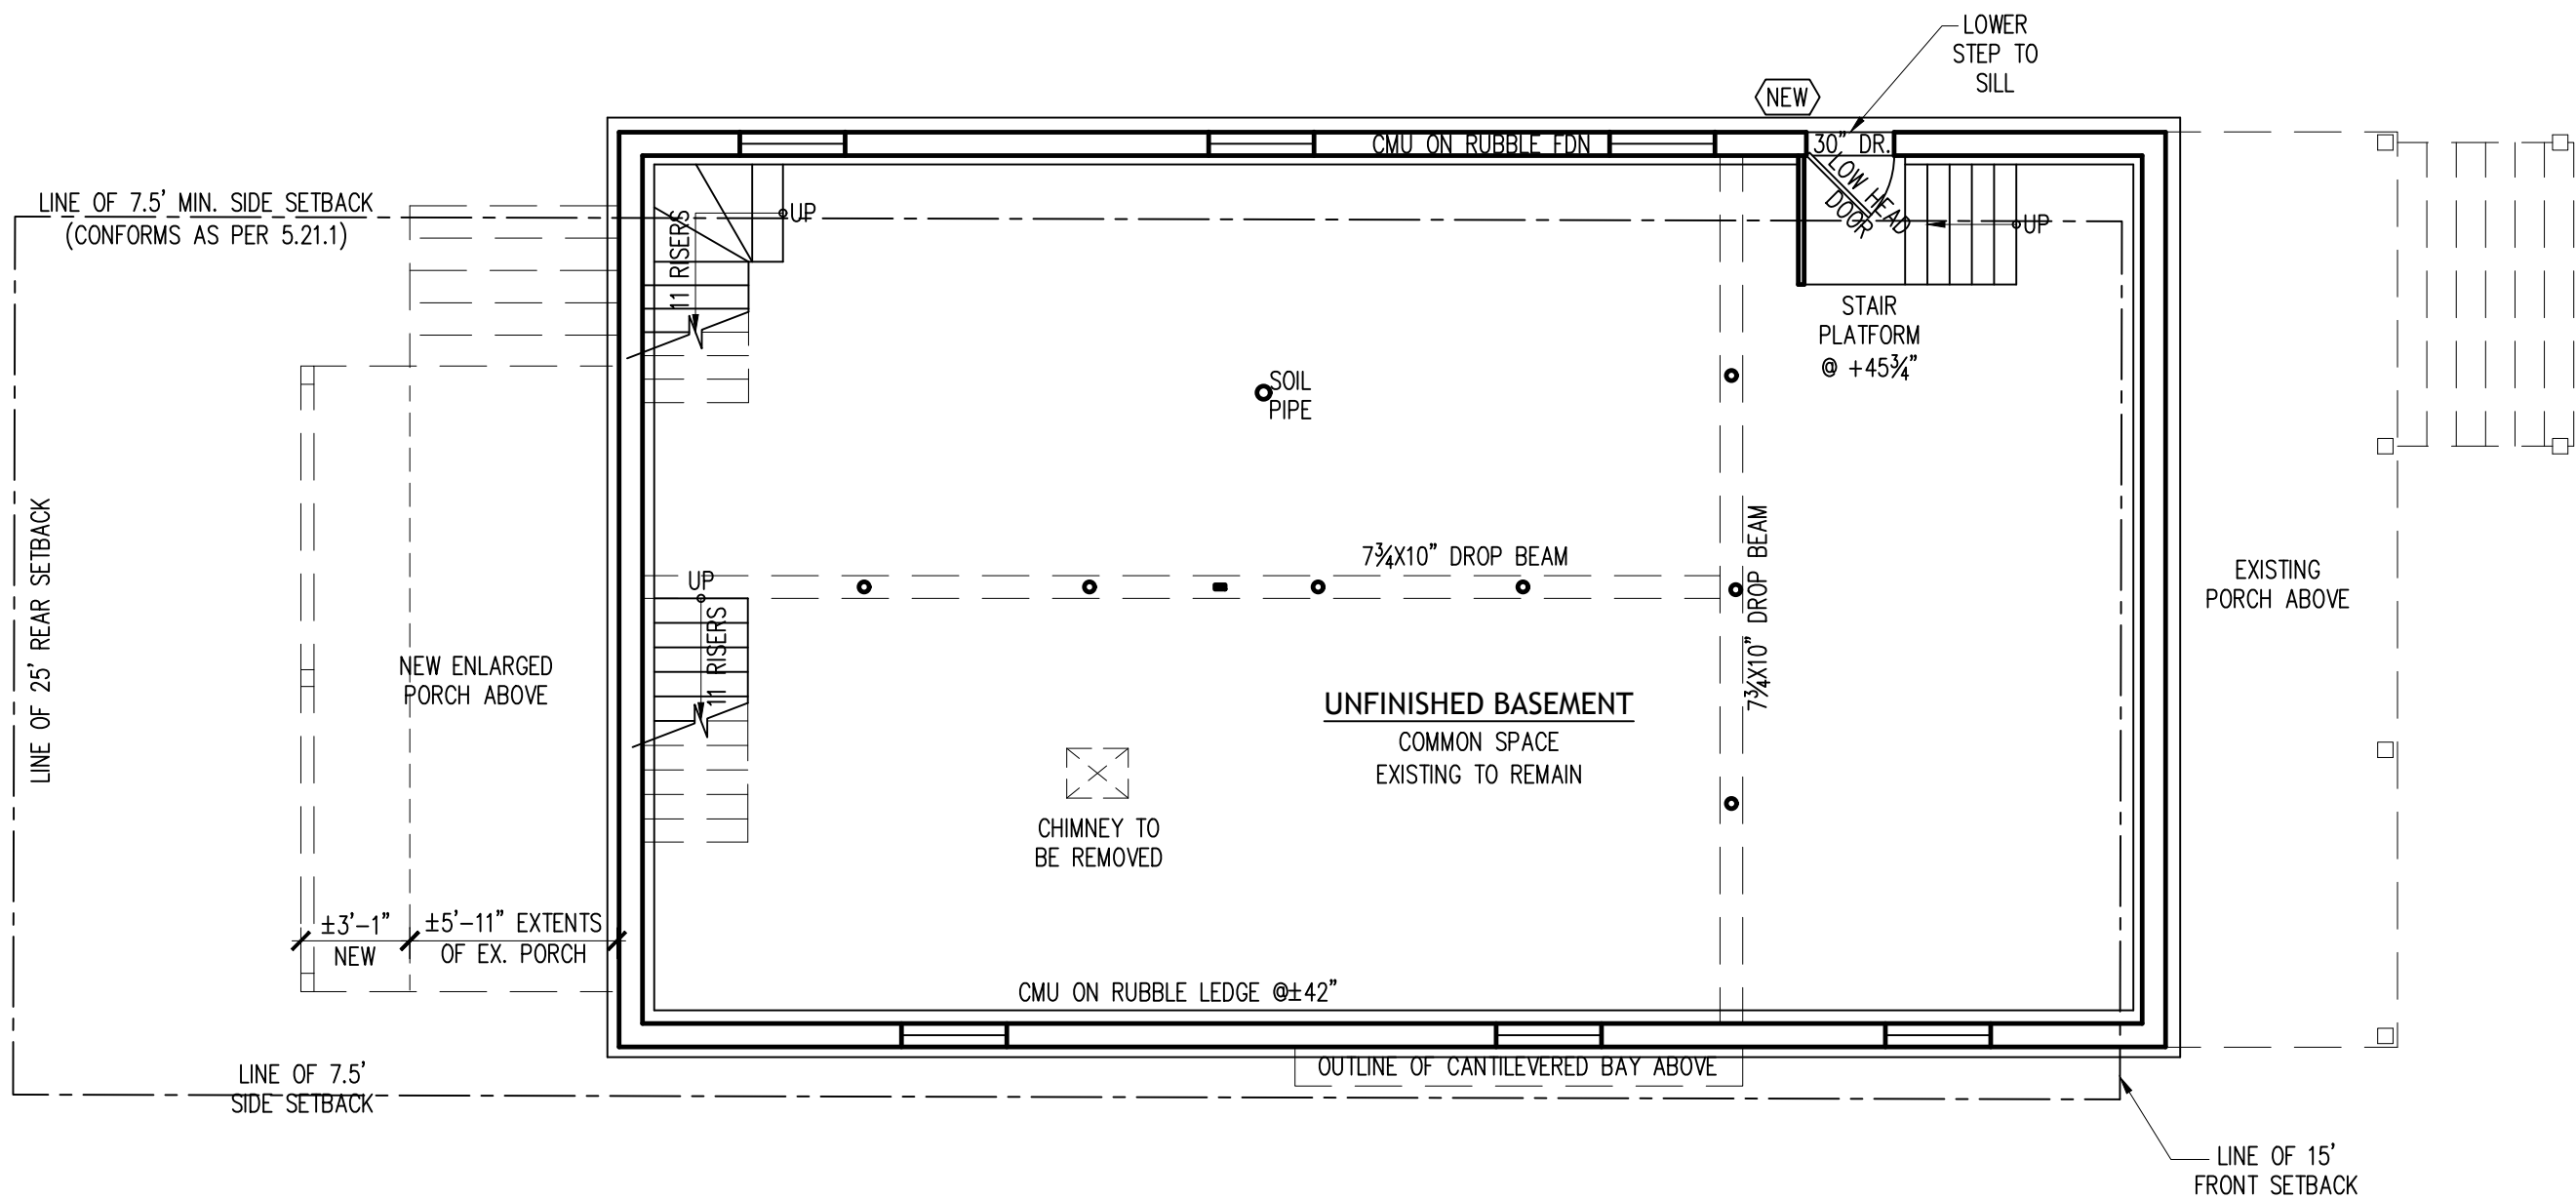 LOWER
STEP TO
SILL
NEW
CMU ON RUBBLE FDN
30" DR.
LOW HEAD
DOOR
LINE OF 7.5' MIN. SIDE SETBACK
(CONFORMS AS PER 5.21.1)
UP
11 RISERS
UP
STAIR
PLATFORM
@ +45¾"
SOIL
PIPE
LINE OF 25' REAR SETBACK
7¾X10" DROP BEAM
7¾X10" DROP BEAM
UP
11 RISERS
EXISTING
PORCH ABOVE
NEW ENLARGED
PORCH ABOVE
UNFINISHED BASEMENT
COMMON SPACE
EXISTING TO REMAIN
CHIMNEY TO
BE REMOVED
±3'-1"
NEW
±5'-11" EXTENTS
OF EX. PORCH
CMU ON RUBBLE LEDGE @±42"
OUTLINE OF CANTILEVERED BAY ABOVE
LINE OF 7.5'
SIDE SETBACK
LINE OF 15'
FRONT SETBACK